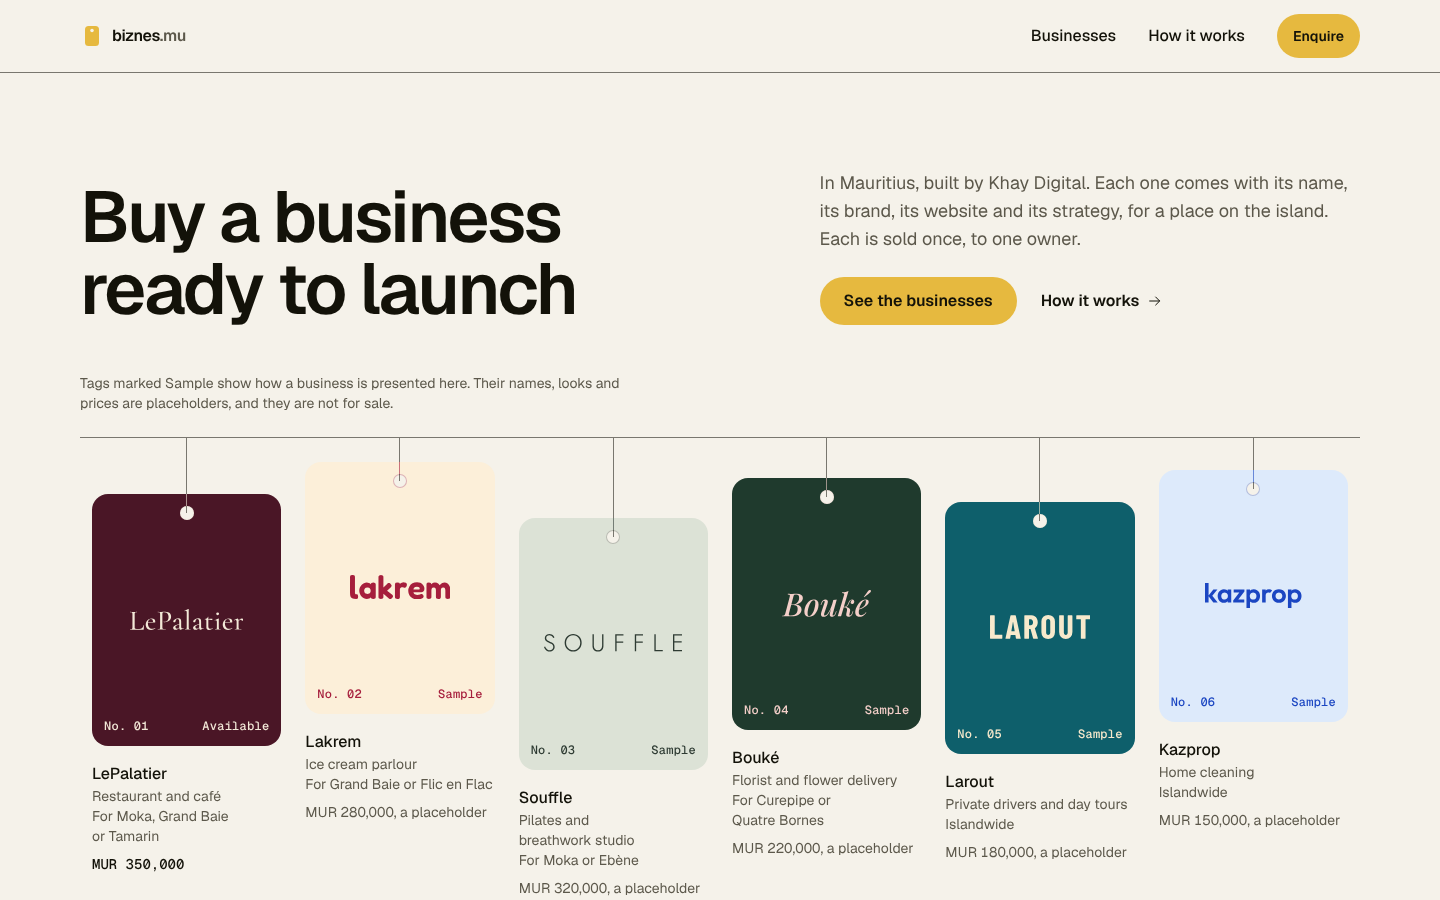 biznes.mu
Businesses
How it works
Enquire
Buy a business
ready to launch
In Mauritius, built by Khay Digital. Each one comes with its name,
its brand, its website and its strategy, for a place on the island.
Each is sold once, to one owner.
See the businesses
How it works →
Tags marked Sample show how a business is presented here. Their names, looks and
prices are placeholders, and they are not for sale.
LePalatier
No. 01
Available
LePalatier
Restaurant and café
For Moka, Grand Baie
or Tamarin
MUR 350,000
lakrem
No. 02
Sample
Lakrem
Ice cream parlour
For Grand Baie or Flic en Flac
MUR 280,000, a placeholder
SOUFFLE
No. 03
Sample
Souffle
Pilates and
breathwork studio
For Moka or Ebène
MUR 320,000, a placeholder
Bouké
No. 04
Sample
Bouké
Florist and flower delivery
For Curepipe or
Quatre Bornes
MUR 220,000, a placeholder
LAROUT
No. 05
Sample
Larout
Private drivers and day tours
Islandwide
MUR 180,000, a placeholder
kazprop
No. 06
Sample
Kazprop
Home cleaning
Islandwide
MUR 150,000, a placeholder